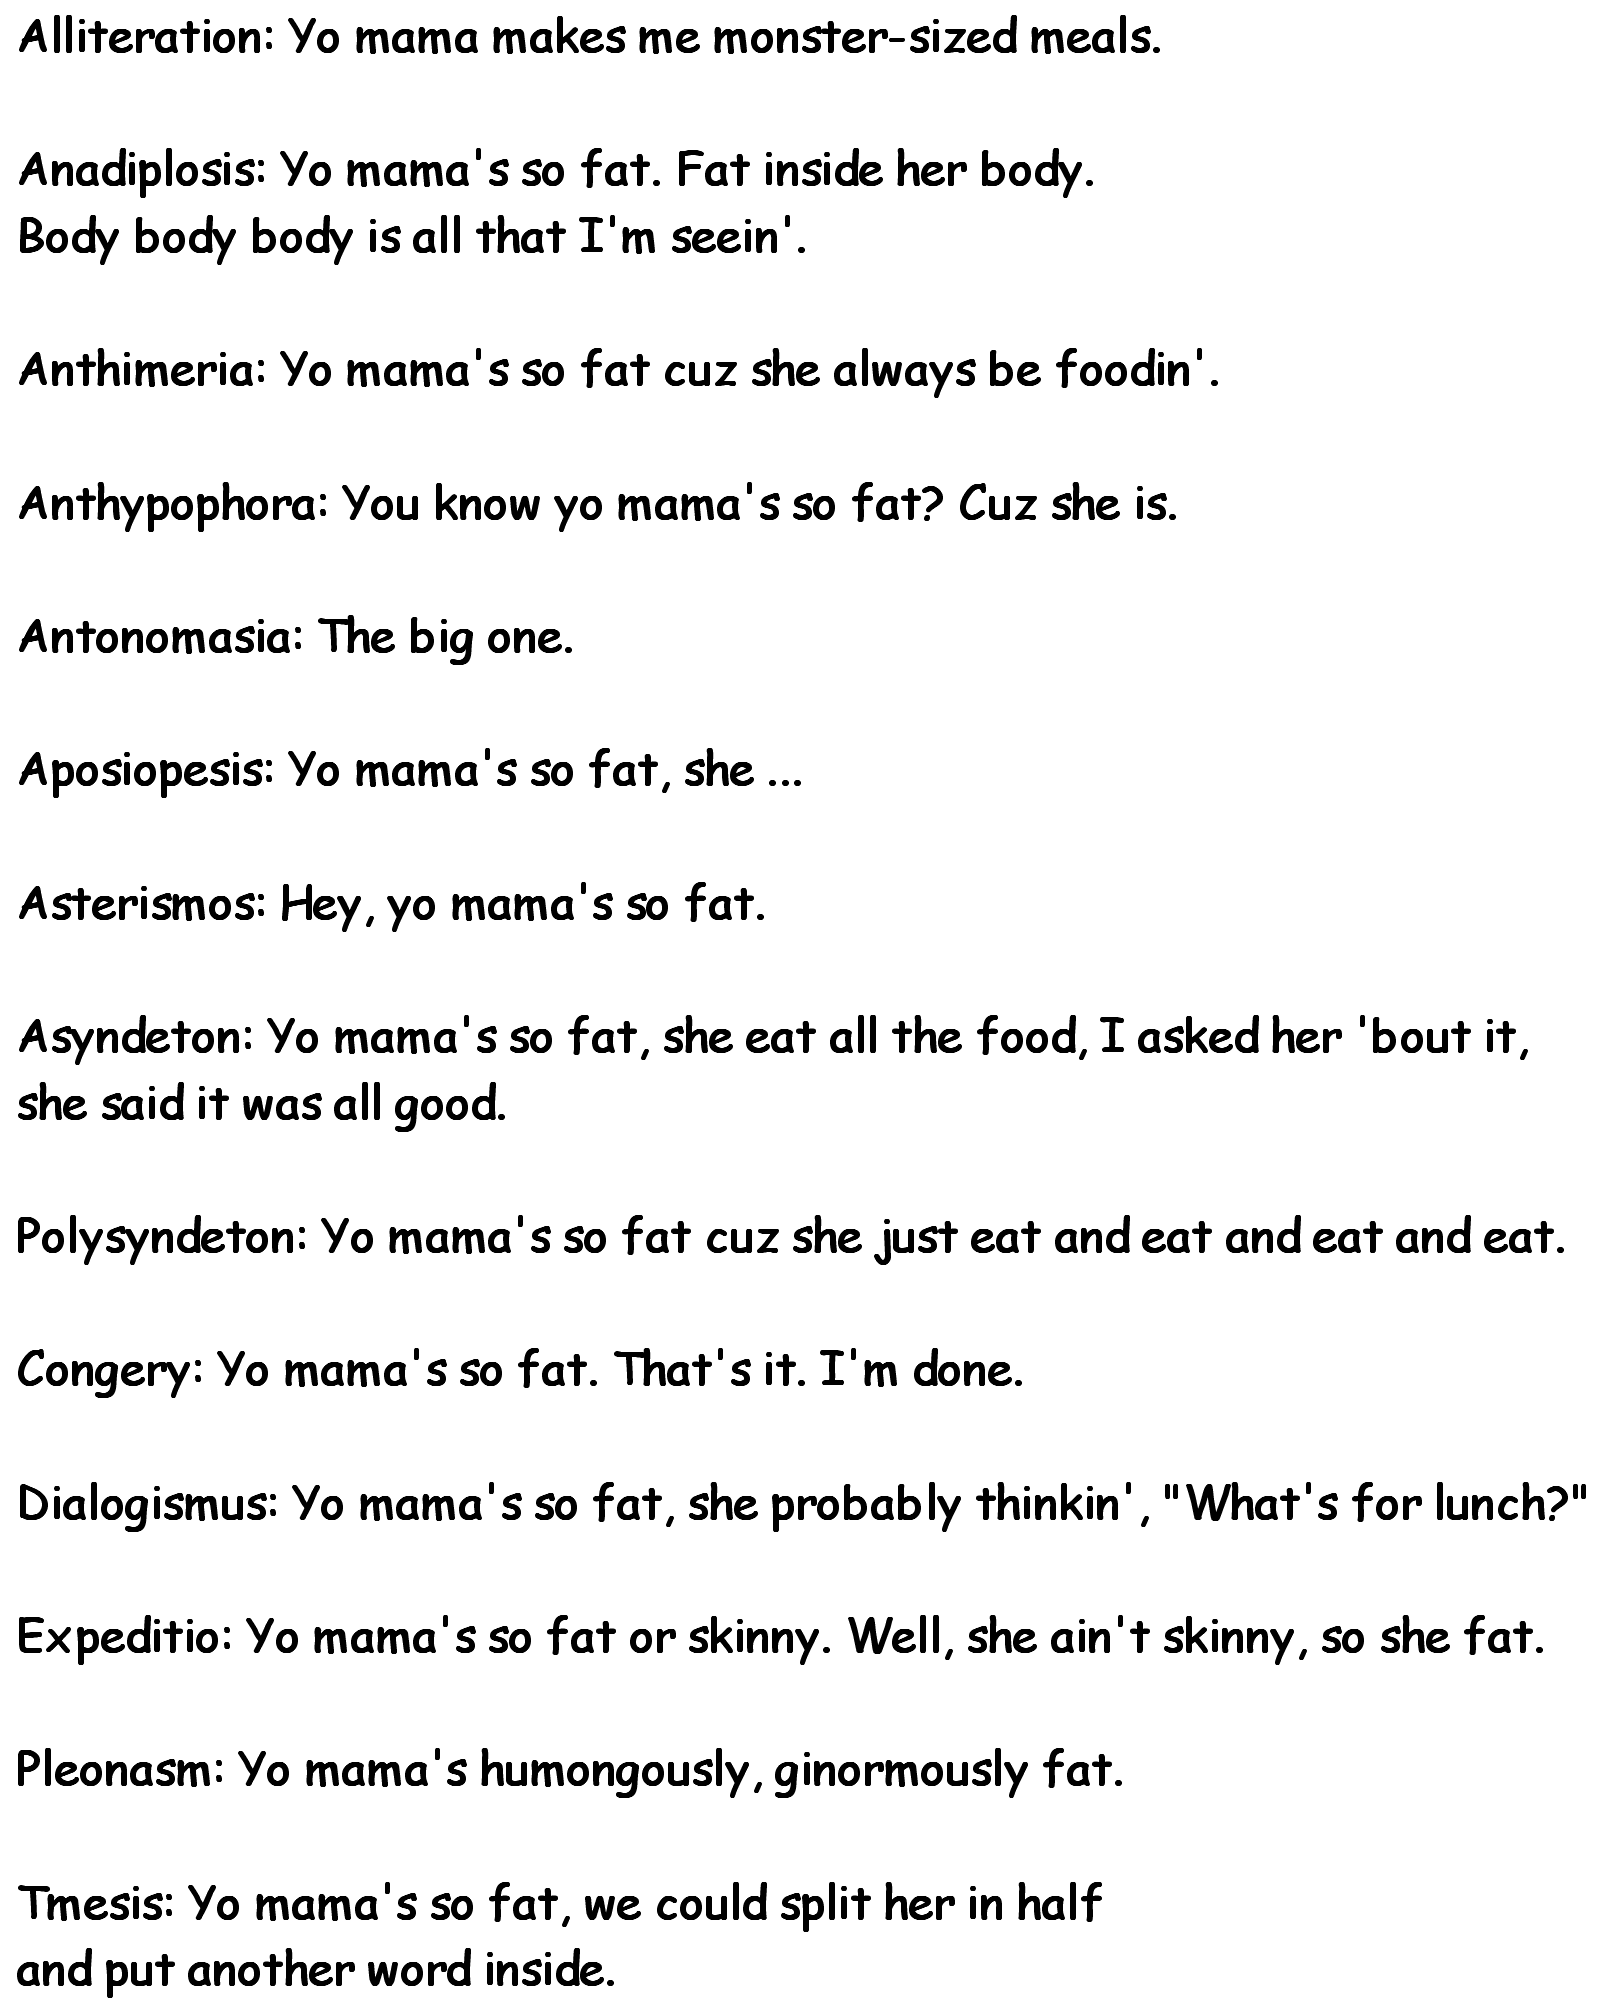 Alliteration: Yo mama makes me monster-sized meals.
Anadiplosis: Yo mama's so fat. Fat inside her body.
Body body body is all that I'm seein'.
Anthimeria: Yo mama's so fat cuz she always be foodin'.
Anthypophora: You know yo mama's so fat? Cuz she is.
Antonomasia: The big one.
Aposiopesis: Yo mama's so fat, she ...
Asterismos: Hey, yo mama's so fat.
Asyndeton: Yo mama's so fat, she eat all the food, I asked her 'bout it,
she said it was all good.
Polysyndeton: Yo mama's so fat cuz she just eat and eat and eat and eat.
Congery: Yo mama's so fat. That's it. I'm done.
Dialogismus: Yo mama's so fat, she probably thinkin', "What's for lunch?"
Expeditio: Yo mama's so fat or skinny. Well, she ain't skinny, so she fat.
Pleonasm: Yo mama's humongously, ginormously fat.
Tmesis: Yo mama's so fat, we could split her in half
and put another word inside.